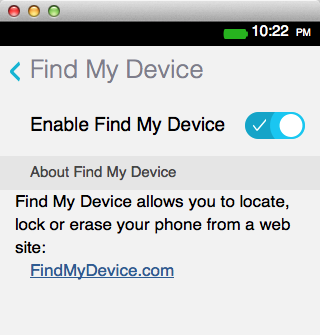 10:22 PM
Find My Device
Enable Find My Device
About Find My Device
Find My Device allows you to locate,
lock or erase your phone from a web
site:
FindMyDevice.com